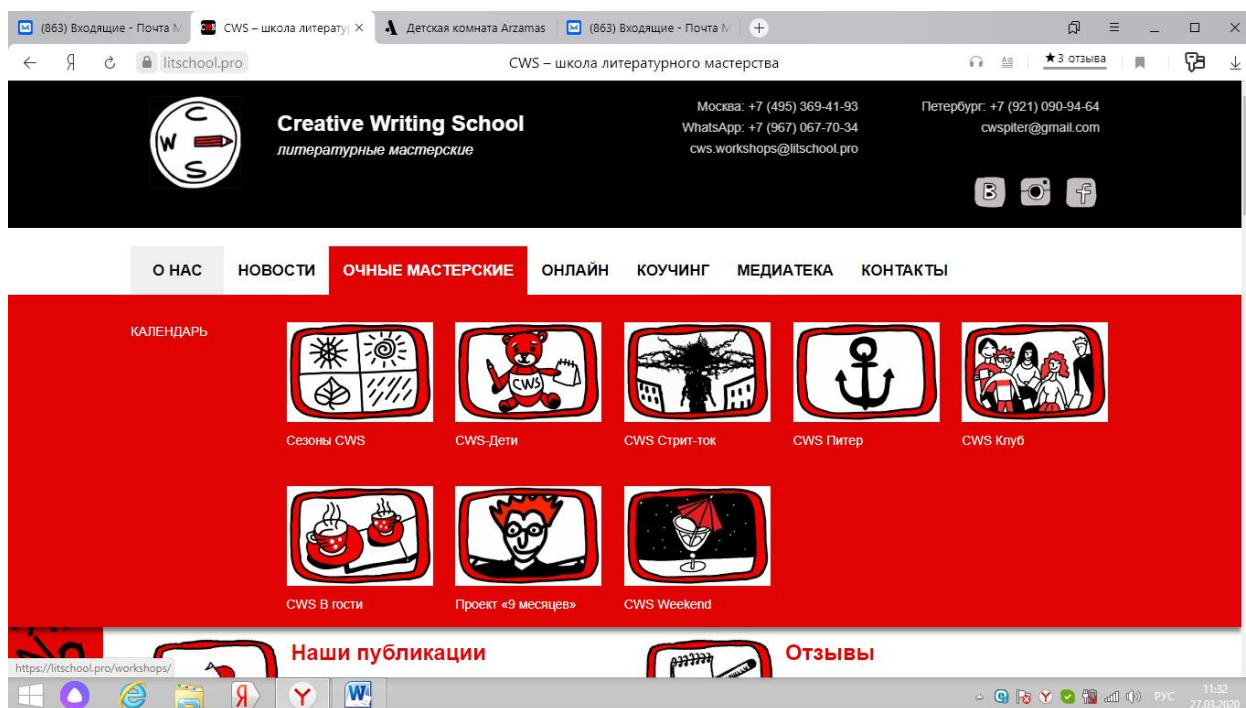 (863) Входящие - Почта M
CWS – школа литерату
Детская комната Arzamas
(863) Входящие - Почта M
litschool.pro
CWS – школа литературного мастерства
★3 отзыва
CWS
Creative Writing School
литературные мастерские
Москва: +7 (495) 369-41-93
WhatsApp: +7 (967) 067-70-34
cws.workshops@litschool.pro
Петербург: +7 (921) 090-94-64
cwspiter@gmail.com
О НАС НОВОСТИ ОЧНЫЕ МАСТЕРСКИЕ ОНЛАЙН КОУЧИНГ МЕДИАТЕКА КОНТАКТЫ
КАЛЕНДАРЬ
CWS
Сезоны CWS
CWS-Дети
CWS Стрит-ток
CWS Питер
CWS Клуб
CWS В гости
Проект «9 месяцев»
CWS Weekend
Наши публикации
Отзывы
https://litschool.pro/workshops/
РУС
11:32
27.03.2020